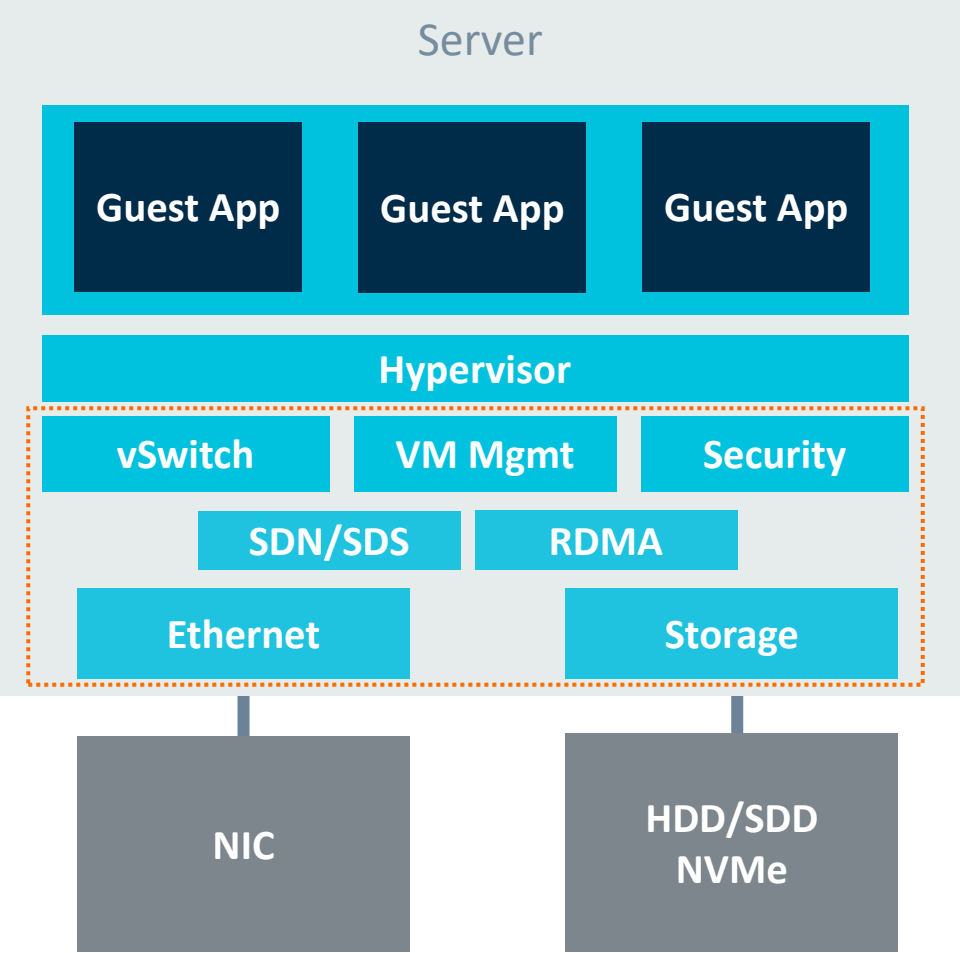 Server
Guest App
Guest App
Guest App
Hypervisor
vSwitch
VM Mgmt
Security
SDN/SDS
RDMA
Ethernet
Storage
NIC
HDD/SDD
NVMe